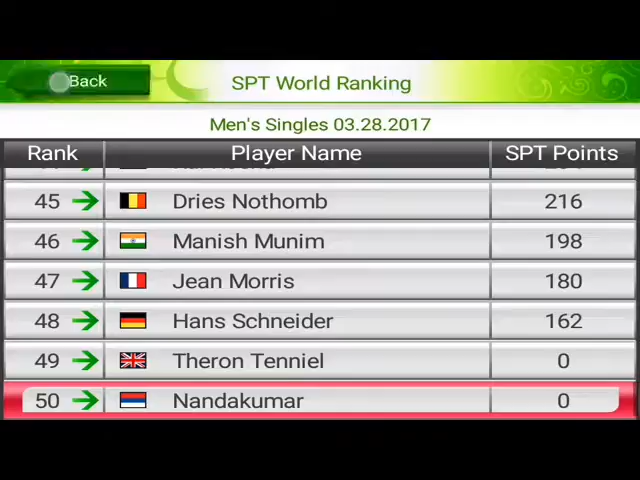 Back
SPT World Ranking
Men's Singles 03.28.2017
Rank Player Name SPT Points
45 Dries Nothomb 216
46 Manish Munim 198
47 Jean Morris 180
48 Hans Schneider 162
49 Theron Tenniel 0
50 Nandakumar 0